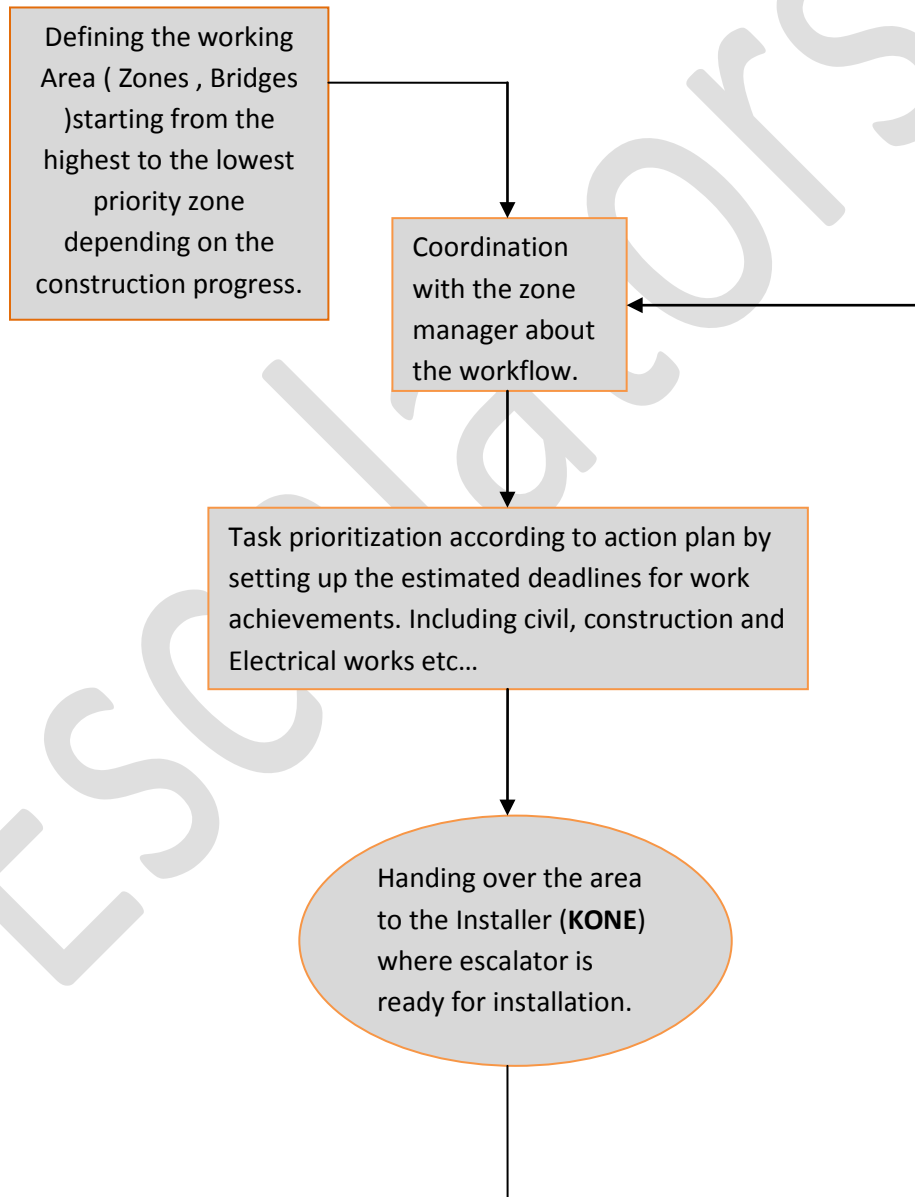 Defining the working
Area ( Zones , Bridges
)starting from the
highest to the lowest
priority zone
depending on the
construction progress.
Coordination
with the zone
manager about
the workflow.
Task prioritization according to action plan by
setting up the estimated deadlines for work
achievements. Including civil, construction and
Electrical works etc…
Handing over the area
to the Installer (KONE)
where escalator is
ready for installation.
Escalators